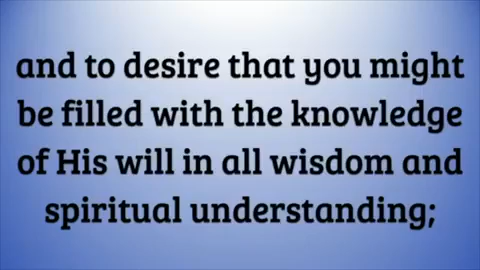 and to desire that you might
be filled with the knowledge
of His will in all wisdom and
spiritual understanding;